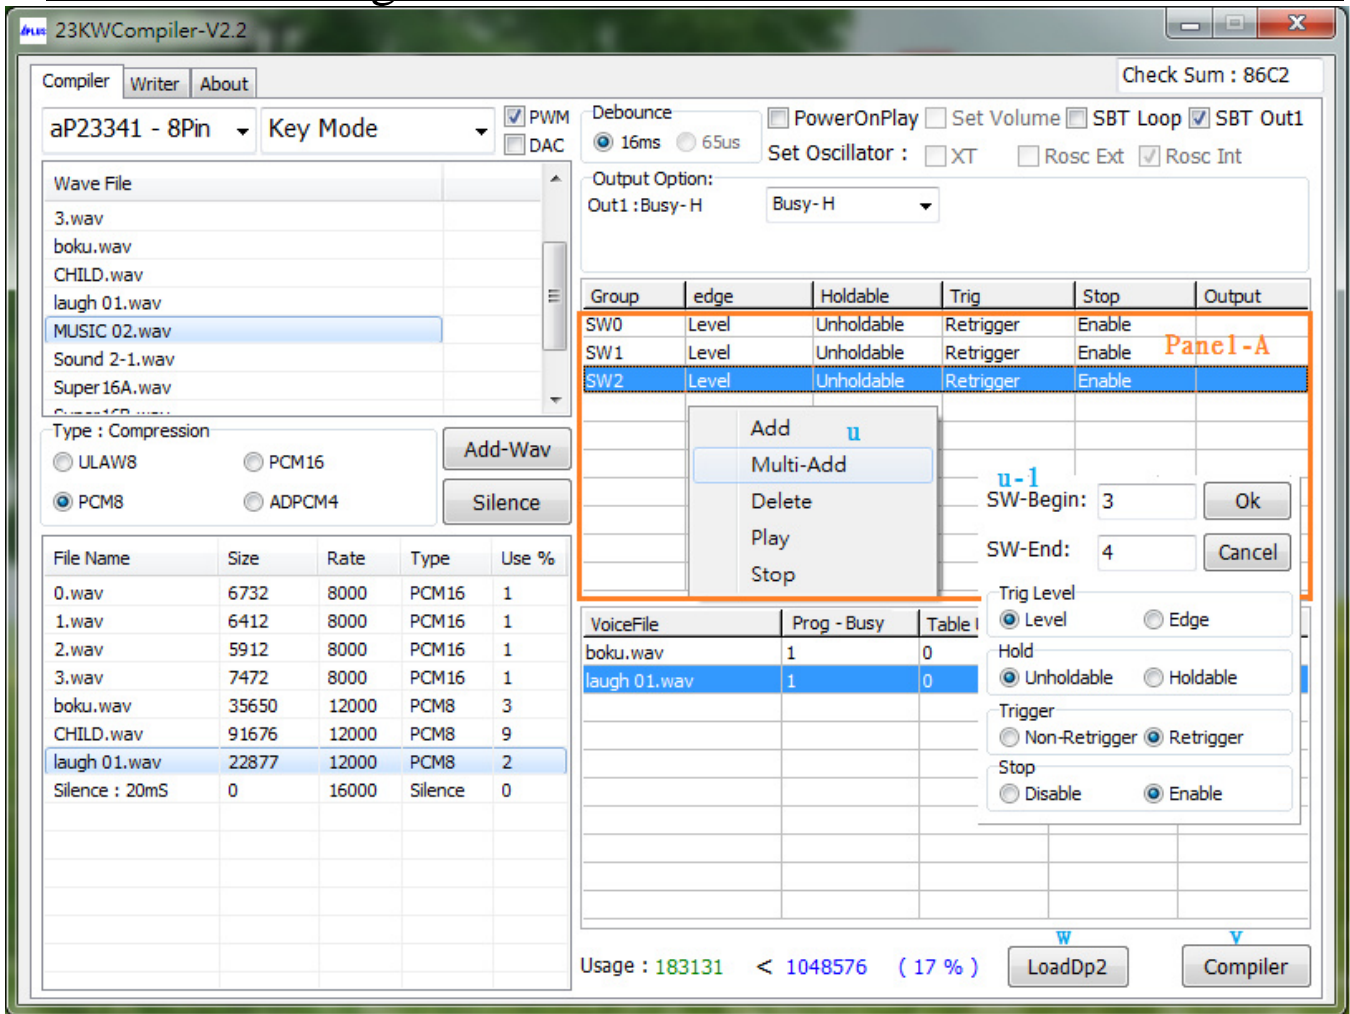 23KWCompiler-V2.2
Compiler Writer About
Check Sum : 86C2
aP23341 - 8Pin Key Mode
PWM
DAC
Debounce
16ms 65us
PowerOnPlay Set Volume SBT Loop SBT Out1
Set Oscillator : XT Rosc Ext Rosc Int
Output Option:
Out1 :Busy- H Busy- H
Wave File
3.wav
boku.wav
CHILD.wav
laugh 01.wav
MUSIC 02.wav
Sound 2-1.wav
Super16A.wav
Type : Compression
ULAW8 PCM16
PCM8 ADPCM4
Add-Wav
Silence
File Name Size Rate Type Use %
0.wav 6732 8000 PCM16 1
1.wav 6412 8000 PCM16 1
2.wav 5912 8000 PCM16 1
3.wav 7472 8000 PCM16 1
boku.wav 35650 12000 PCM8 3
CHILD.wav 91676 12000 PCM8 9
laugh 01.wav 22877 12000 PCM8 2
Silence : 20mS 0 16000 Silence 0
Group edge Holdable Trig Stop Output
SW0 Level Unholdable Retrigger Enable
SW1 Level Unholdable Retrigger Enable
SW2 Level Unholdable Retrigger Enable
Panel-A
Add
u
Multi-Add
Delete
Play
Stop
u-1
SW-Begin: 3 Ok
SW-End: 4 Cancel
Trig Level
Level Edge
Hold
Unholdable Holdable
Trigger
Non-Retrigger Retrigger
Stop
Disable Enable
VoiceFile Prog - Busy Table
boku.wav 1 0
laugh 01.wav 1 0
w v
Usage : 183131 < 1048576 ( 17 % ) LoadDp2 Compiler